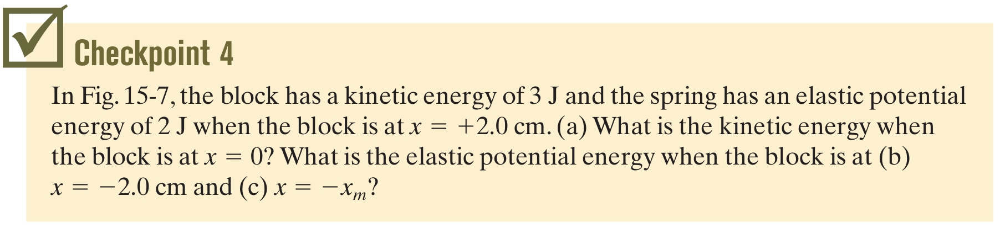 Checkpoint 4
In Fig. 15-7, the block has a kinetic energy of 3 J and the spring has an elastic potential
energy of 2 J when the block is at x = +2.0 cm. (a) What is the kinetic energy when
the block is at x = 0? What is the elastic potential energy when the block is at (b)
x = −2.0 cm and (c) x = −xₘ?